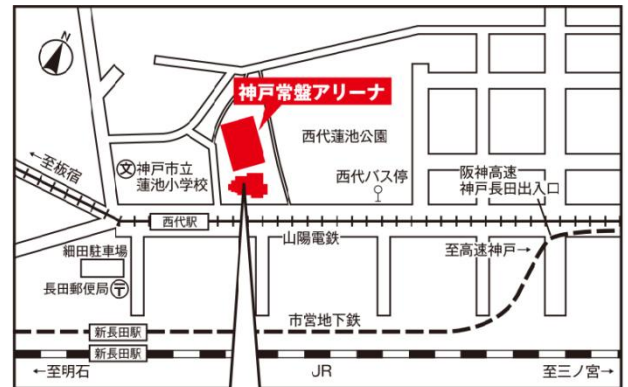 N
神戸常盤アリーナ
西代蓮池公園
←至板宿
文
神戸市立
蓮池小学校
西代バス停
阪神高速
神戸長田出入口
西代駅
山陽電鉄
至高速神戸→
細田駐車場
長田郵便局〒
市営地下鉄
新長田駅
新長田駅
←至明石
JR
至三ノ宮→